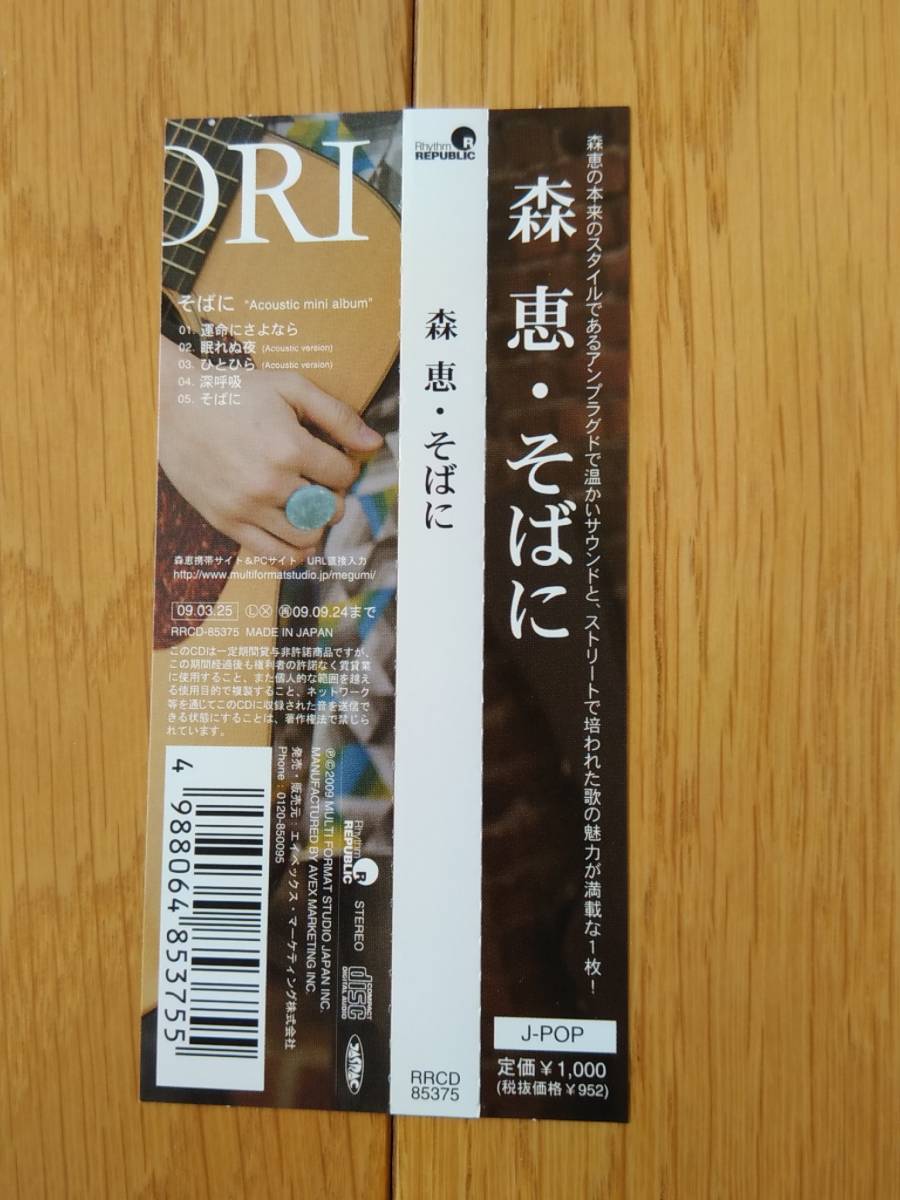 ORI
そばに "Acoustic mini album"
01. 運命にさよなら
02. 眠れぬ夜 (Acoustic version)
03. ひとひら (Acoustic version)
04. 深呼吸
05. そばに
森恵携帯サイト＆PCサイト：URL直接入力
http://www.multiformatstudio.jp/megumi/
09.03.25 Ⓛ Ⓧ ㊞09.09.24まで
RRCD-85375 MADE IN JAPAN
このCDは一定期間貸与非許諾商品ですが、
この期間経過後も権利者の許諾なく賃貸業
に使用すること、また個人的な範囲を越え
る使用目的で複製すること、ネットワーク
等を通じてこのCDに収録された音を送信で
きる状態にすることは、著作権法で禁じら
れています。
4 988064 853755
Rhythm REPUBLIC R
STEREO
COMPACT disc DIGITAL AUDIO
JASRAC
℗©2009 MULTI FORMAT STUDIO JAPAN INC.
MANUFACTURED BY AVEX MARKETING INC.
発売・販売元：エイベックス・マーケティング株式会社
Phone : 0120-850095
Rhythm REPUBLIC R
森 恵・そばに
RRCD
85375
森 恵・そばに
森恵の本来のスタイルであるアンプラグドで温かいサウンドと、ストリートで培われた歌の魅力が満載な1枚！
J-POP
定価￥1,000
(税抜価格￥952)